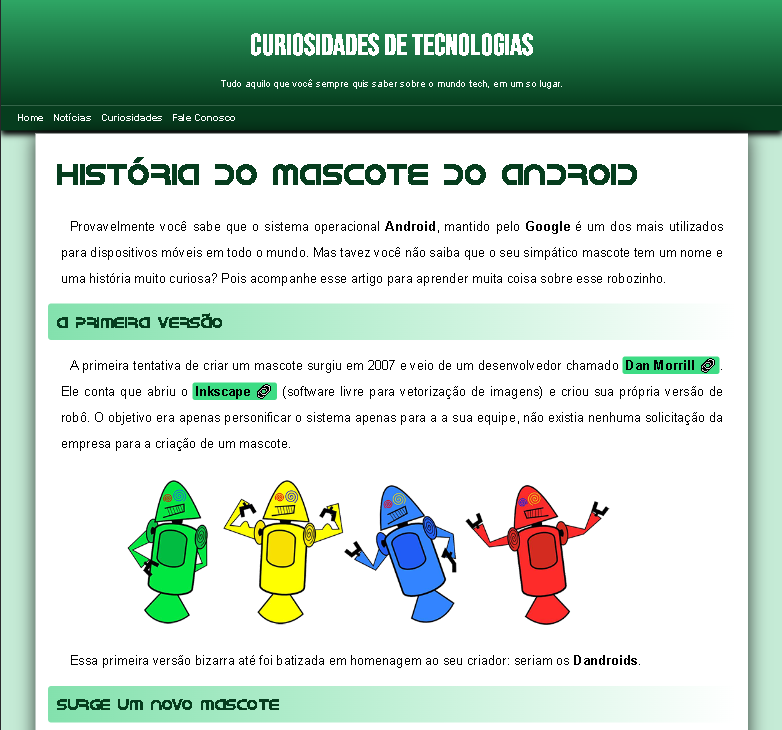 CURIOSIDADES DE TECNOLOGIAS
Tudo aquilo que você sempre quis saber sobre o mundo tech, em um so lugar.
Home Notícias Curiosidades Fale Conosco
HISTÓRIA DO MASCOTE DO ANDROID
Provavelmente você sabe que o sistema operacional Android, mantido pelo Google é um dos mais utilizados
para dispositivos móveis em todo o mundo. Mas tavez você não saiba que o seu simpático mascote tem um nome e
uma história muito curiosa? Pois acompanhe esse artigo para aprender muita coisa sobre esse robozinho.
A PRIMEIRA VERSÃO
A primeira tentativa de criar um mascote surgiu em 2007 e veio de um desenvolvedor chamado Dan Morrill.
Ele conta que abriu o Inkscape (software livre para vetorização de imagens) e criou sua própria versão de
robô. O objetivo era apenas personificar o sistema apenas para a a sua equipe, não existia nenhuma solicitação da
empresa para a criação de um mascote.
Essa primeira versão bizarra até foi batizada em homenagem ao seu criador: seriam os Dandroids.
SURGE UM NOVO MASCOTE